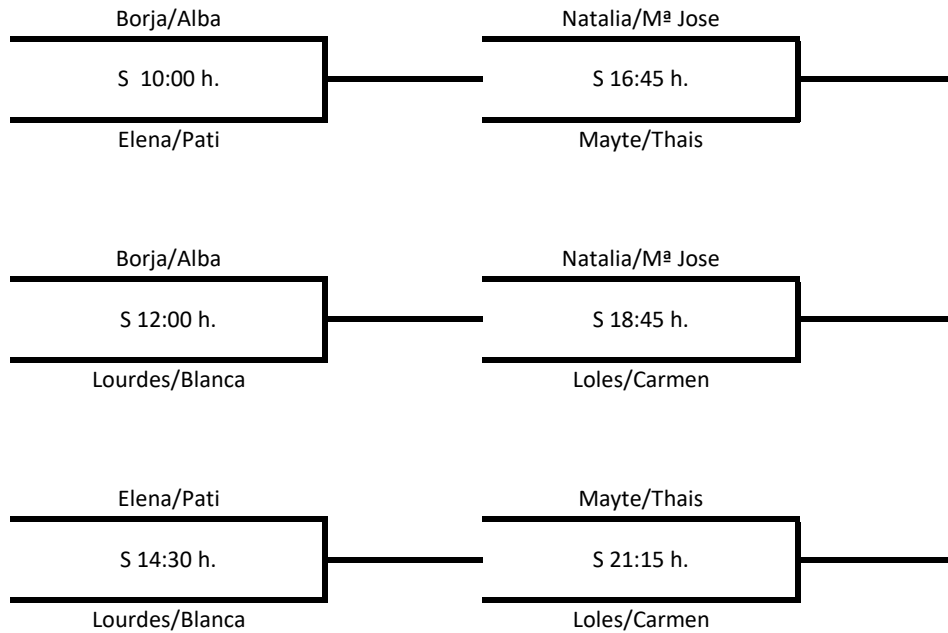 Borja/Alba
Natalia/Mª Jose
S  10:00 h.
S 16:45 h.
Elena/Pati
Mayte/Thais
Borja/Alba
Natalia/Mª Jose
S 12:00 h.
S 18:45 h.
Lourdes/Blanca
Loles/Carmen
Elena/Pati
Mayte/Thais
S 14:30 h.
S 21:15 h.
Lourdes/Blanca
Loles/Carmen